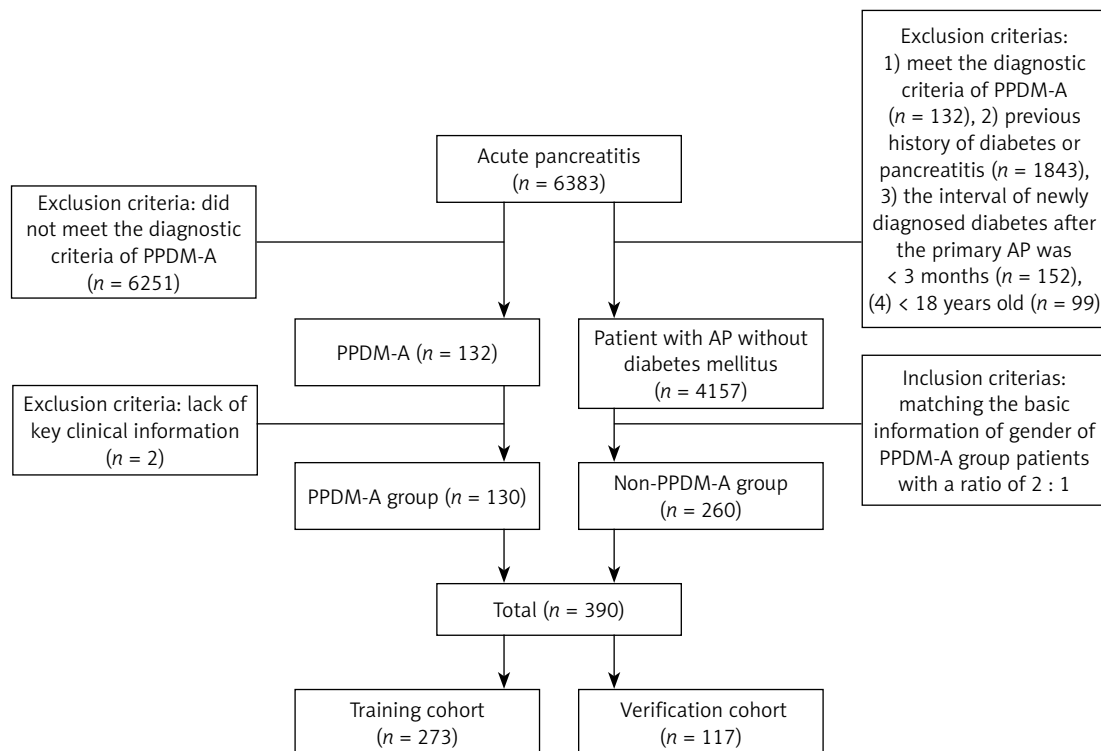 Acute pancreatitis
(n = 6383)
Exclusion criterias:
1) meet the diagnostic
criteria of PPDM-A
(n = 132), 2) previous
history of diabetes or
pancreatitis (n = 1843),
3) the interval of newly
diagnosed diabetes after
the primary AP was
< 3 months (n = 152),
(4) < 18 years old (n = 99)
Exclusion criteria: did
not meet the diagnostic
criteria of PPDM-A
(n = 6251)
PPDM-A (n = 132)
Patient with AP without
diabetes mellitus
(n = 4157)
Exclusion criteria: lack of
key clinical information
(n = 2)
Inclusion criterias:
matching the basic
information of gender of
PPDM-A group patients
with a ratio of 2 : 1
PPDM-A group (n = 130)
Non-PPDM-A group
(n = 260)
Total (n = 390)
Training cohort
(n = 273)
Verification cohort
(n = 117)